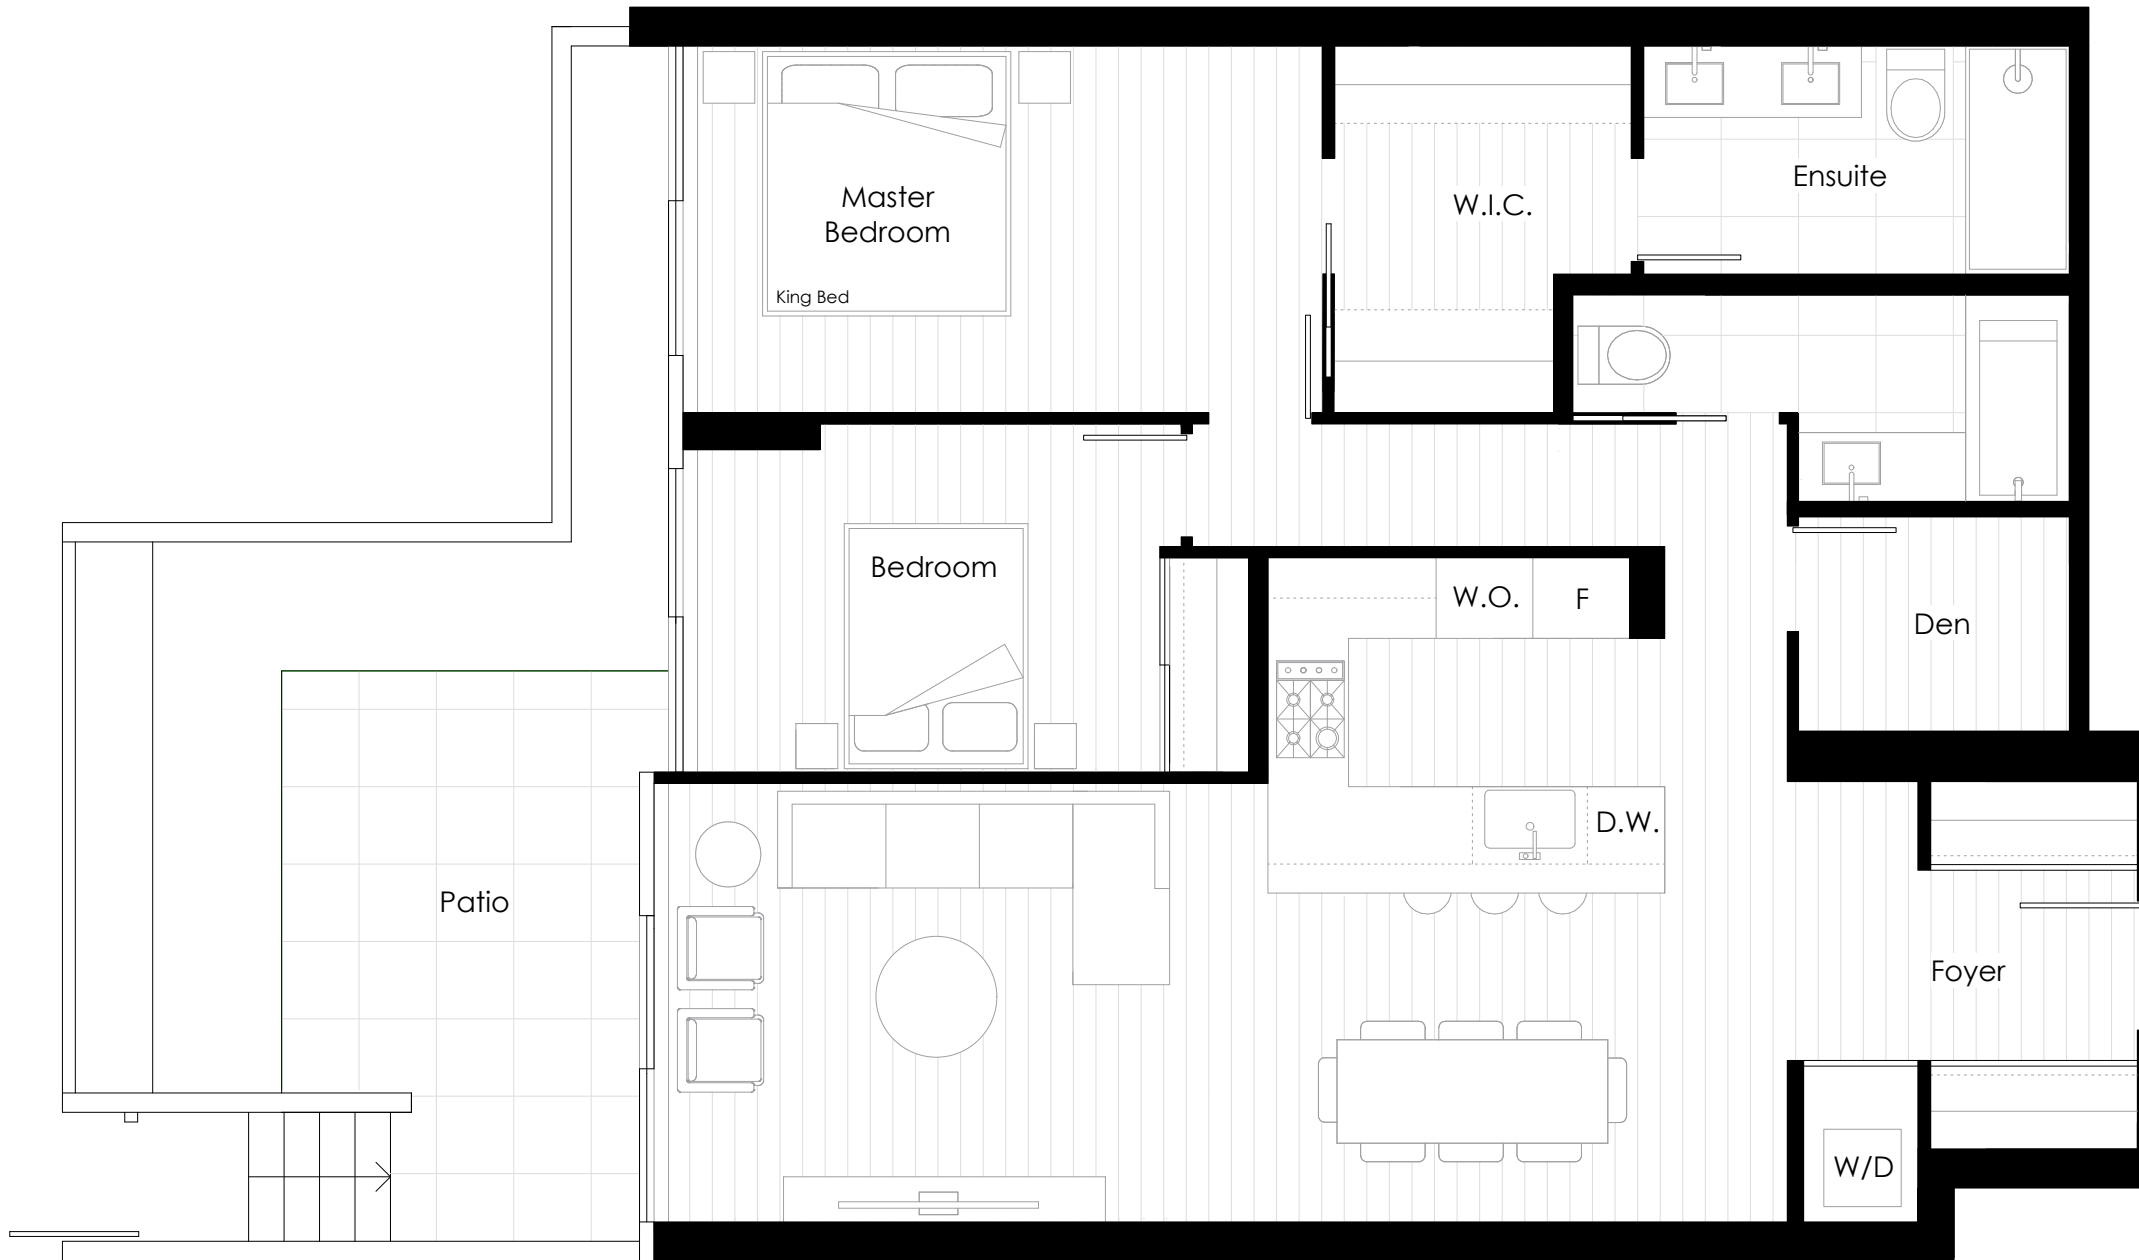 Master
Bedroom
King Bed
W.I.C.
Ensuite
Bedroom
W.O.
F
Den
D.W.
Patio
Foyer
W/D